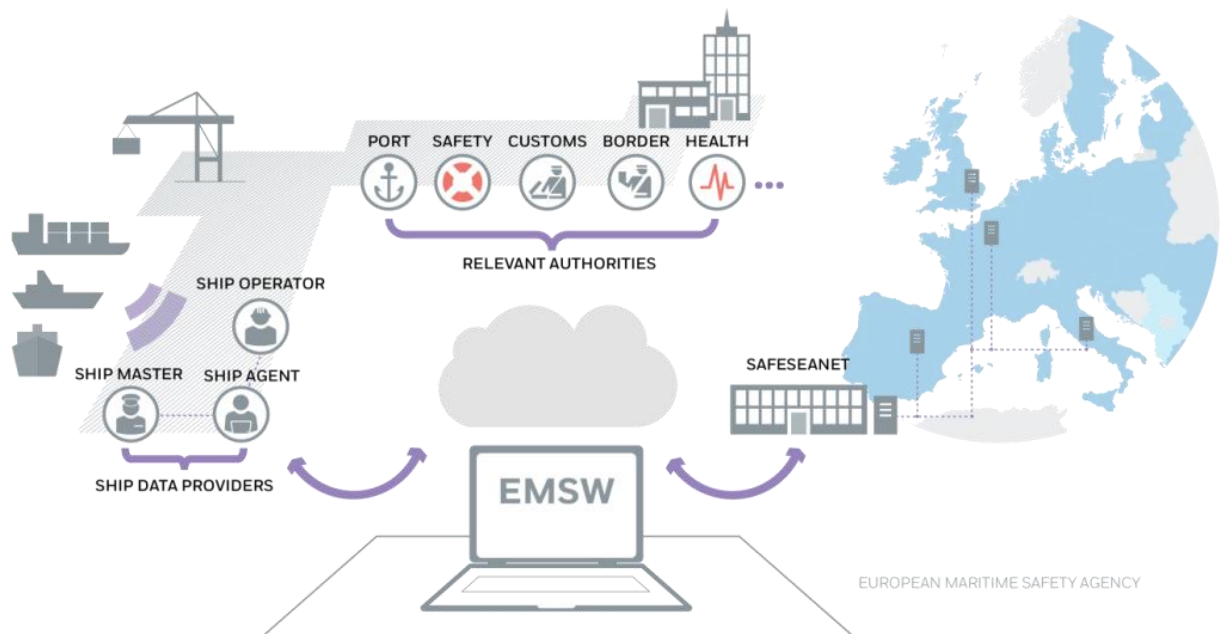 PORT SAFETY CUSTOMS BORDER HEALTH
RELEVANT AUTHORITIES
SHIP OPERATOR
SHIP MASTER SHIP AGENT
SHIP DATA PROVIDERS
SAFESEANET
EMSW
EUROPEAN MARITIME SAFETY AGENCY